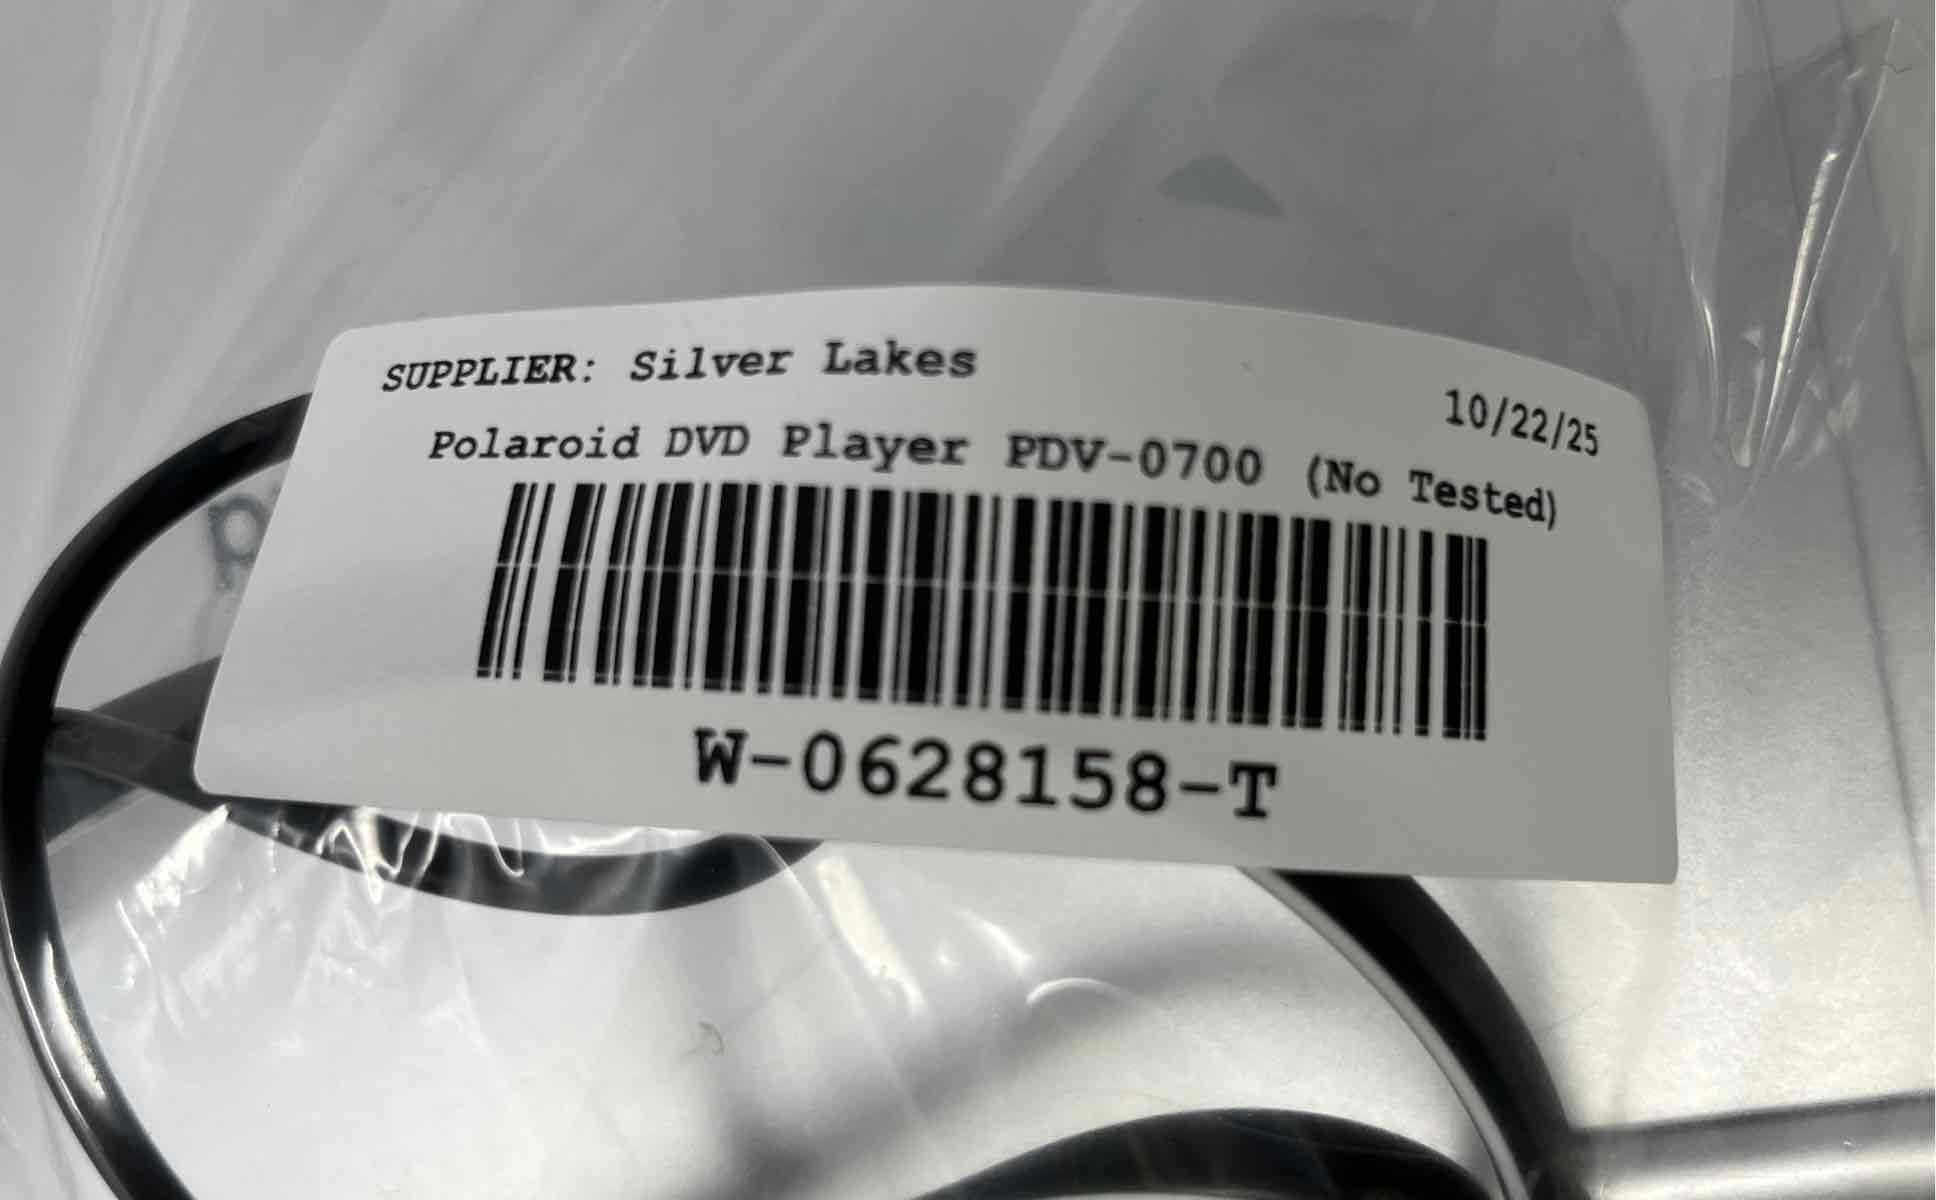 SUPPLIER: Silver Lakes
10/22/25
Polaroid DVD Player PDV-0700 (No Tested)
W-0628158-T